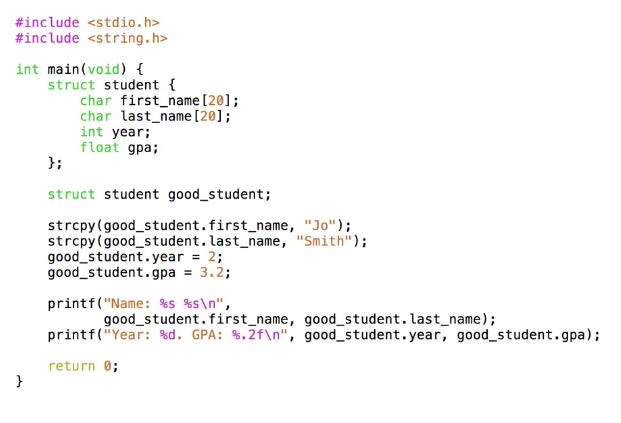 #include <stdio.h>
#include <string.h>

int main(void) {
    struct student {
        char first_name[20];
        char last_name[20];
        int year;
        float gpa;
    };

    struct student good_student;

    strcpy(good_student.first_name, "Jo");
    strcpy(good_student.last_name, "Smith");
    good_student.year = 2;
    good_student.gpa = 3.2;

    printf("Name: %s %s\n",
           good_student.first_name, good_student.last_name);
    printf("Year: %d. GPA: %.2f\n", good_student.year, good_student.gpa);

    return 0;
}